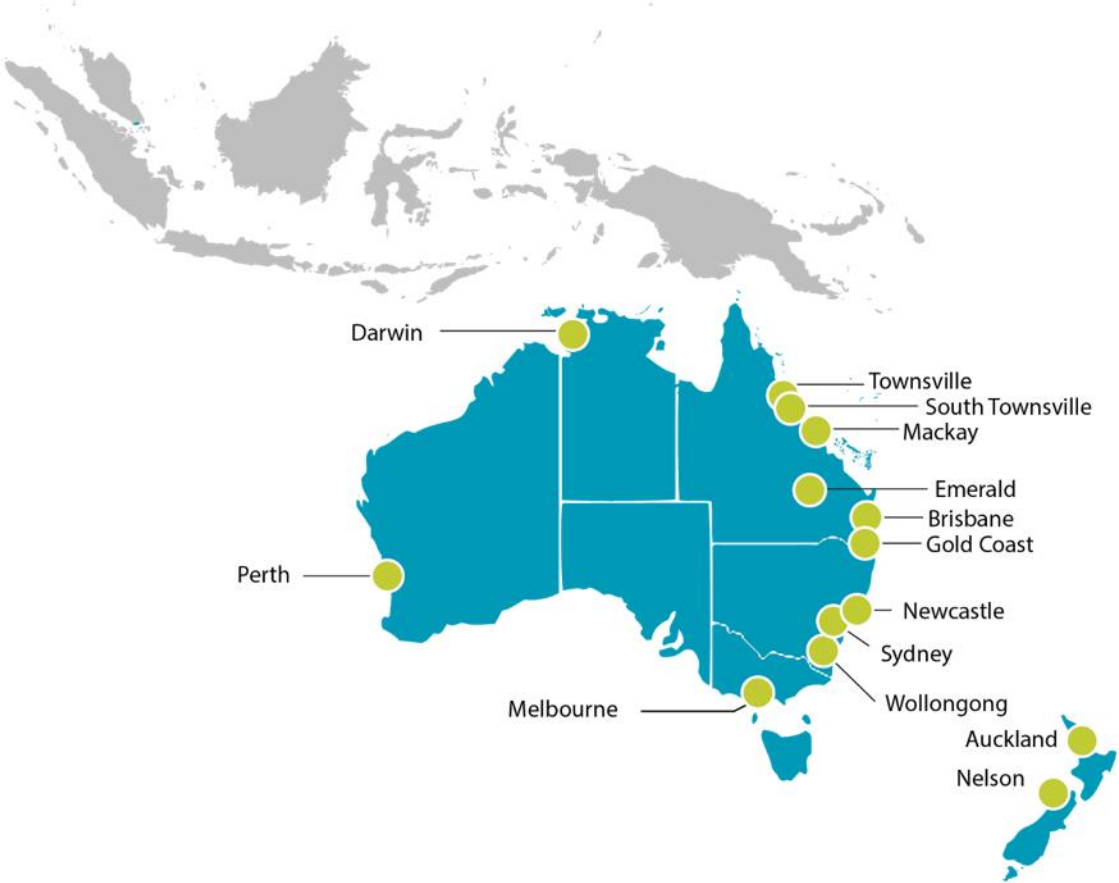 Darwin
Townsville
South Townsville
Mackay
Emerald
Brisbane
Gold Coast
Perth
Newcastle
Sydney
Wollongong
Melbourne
Auckland
Nelson